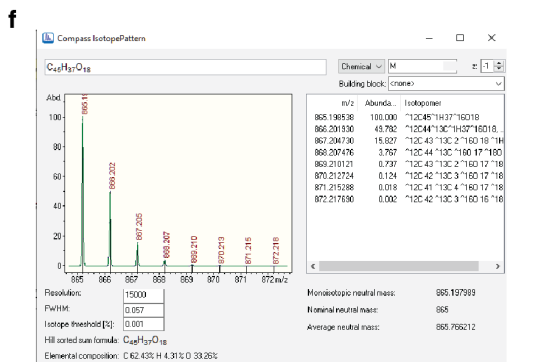 f
Compass IsotopePattern
C45H37O18
Chemical M z: -1
Building block: <none>
Abd.
100
80
60
40
20
0
865.1
866.202
867.205
868.207
869.210
870.213
871.215
872.218
865 866 867 868 869 870 871 872 m/z
m/z Abunda... Isotopomer
865.198538 100.000 ^12C45^1H37^16O18
866.201930 49.782 ^12C44^13C^1H37^16O18, ...
867.204730 15.827 ^12C 43 ^13C 2 ^16O 18 ^1H
868.207476 3.767 ^12C 44 ^13C ^16O 17 ^18O
869.210121 0.737 ^12C 43 ^13C 2 ^16O 17 ^18
870.212724 0.124 ^12C 42 ^13C 3 ^16O 17 ^18
871.215288 0.018 ^12C 41 ^13C 4 ^16O 17 ^18
872.217690 0.002 ^12C 42 ^13C 3 ^16O 16 ^18
Resolution: 15000
FWHM: 0.057
Isotope threshold [%]: 0.001
Hill sorted sum formula: C45H37O18
Elemental composition: C 62.43% H 4.31% O 33.26%
Monoisotopic neutral mass: 865.197989
Nominal neutral mass: 865
Average neutral mass: 865.766212